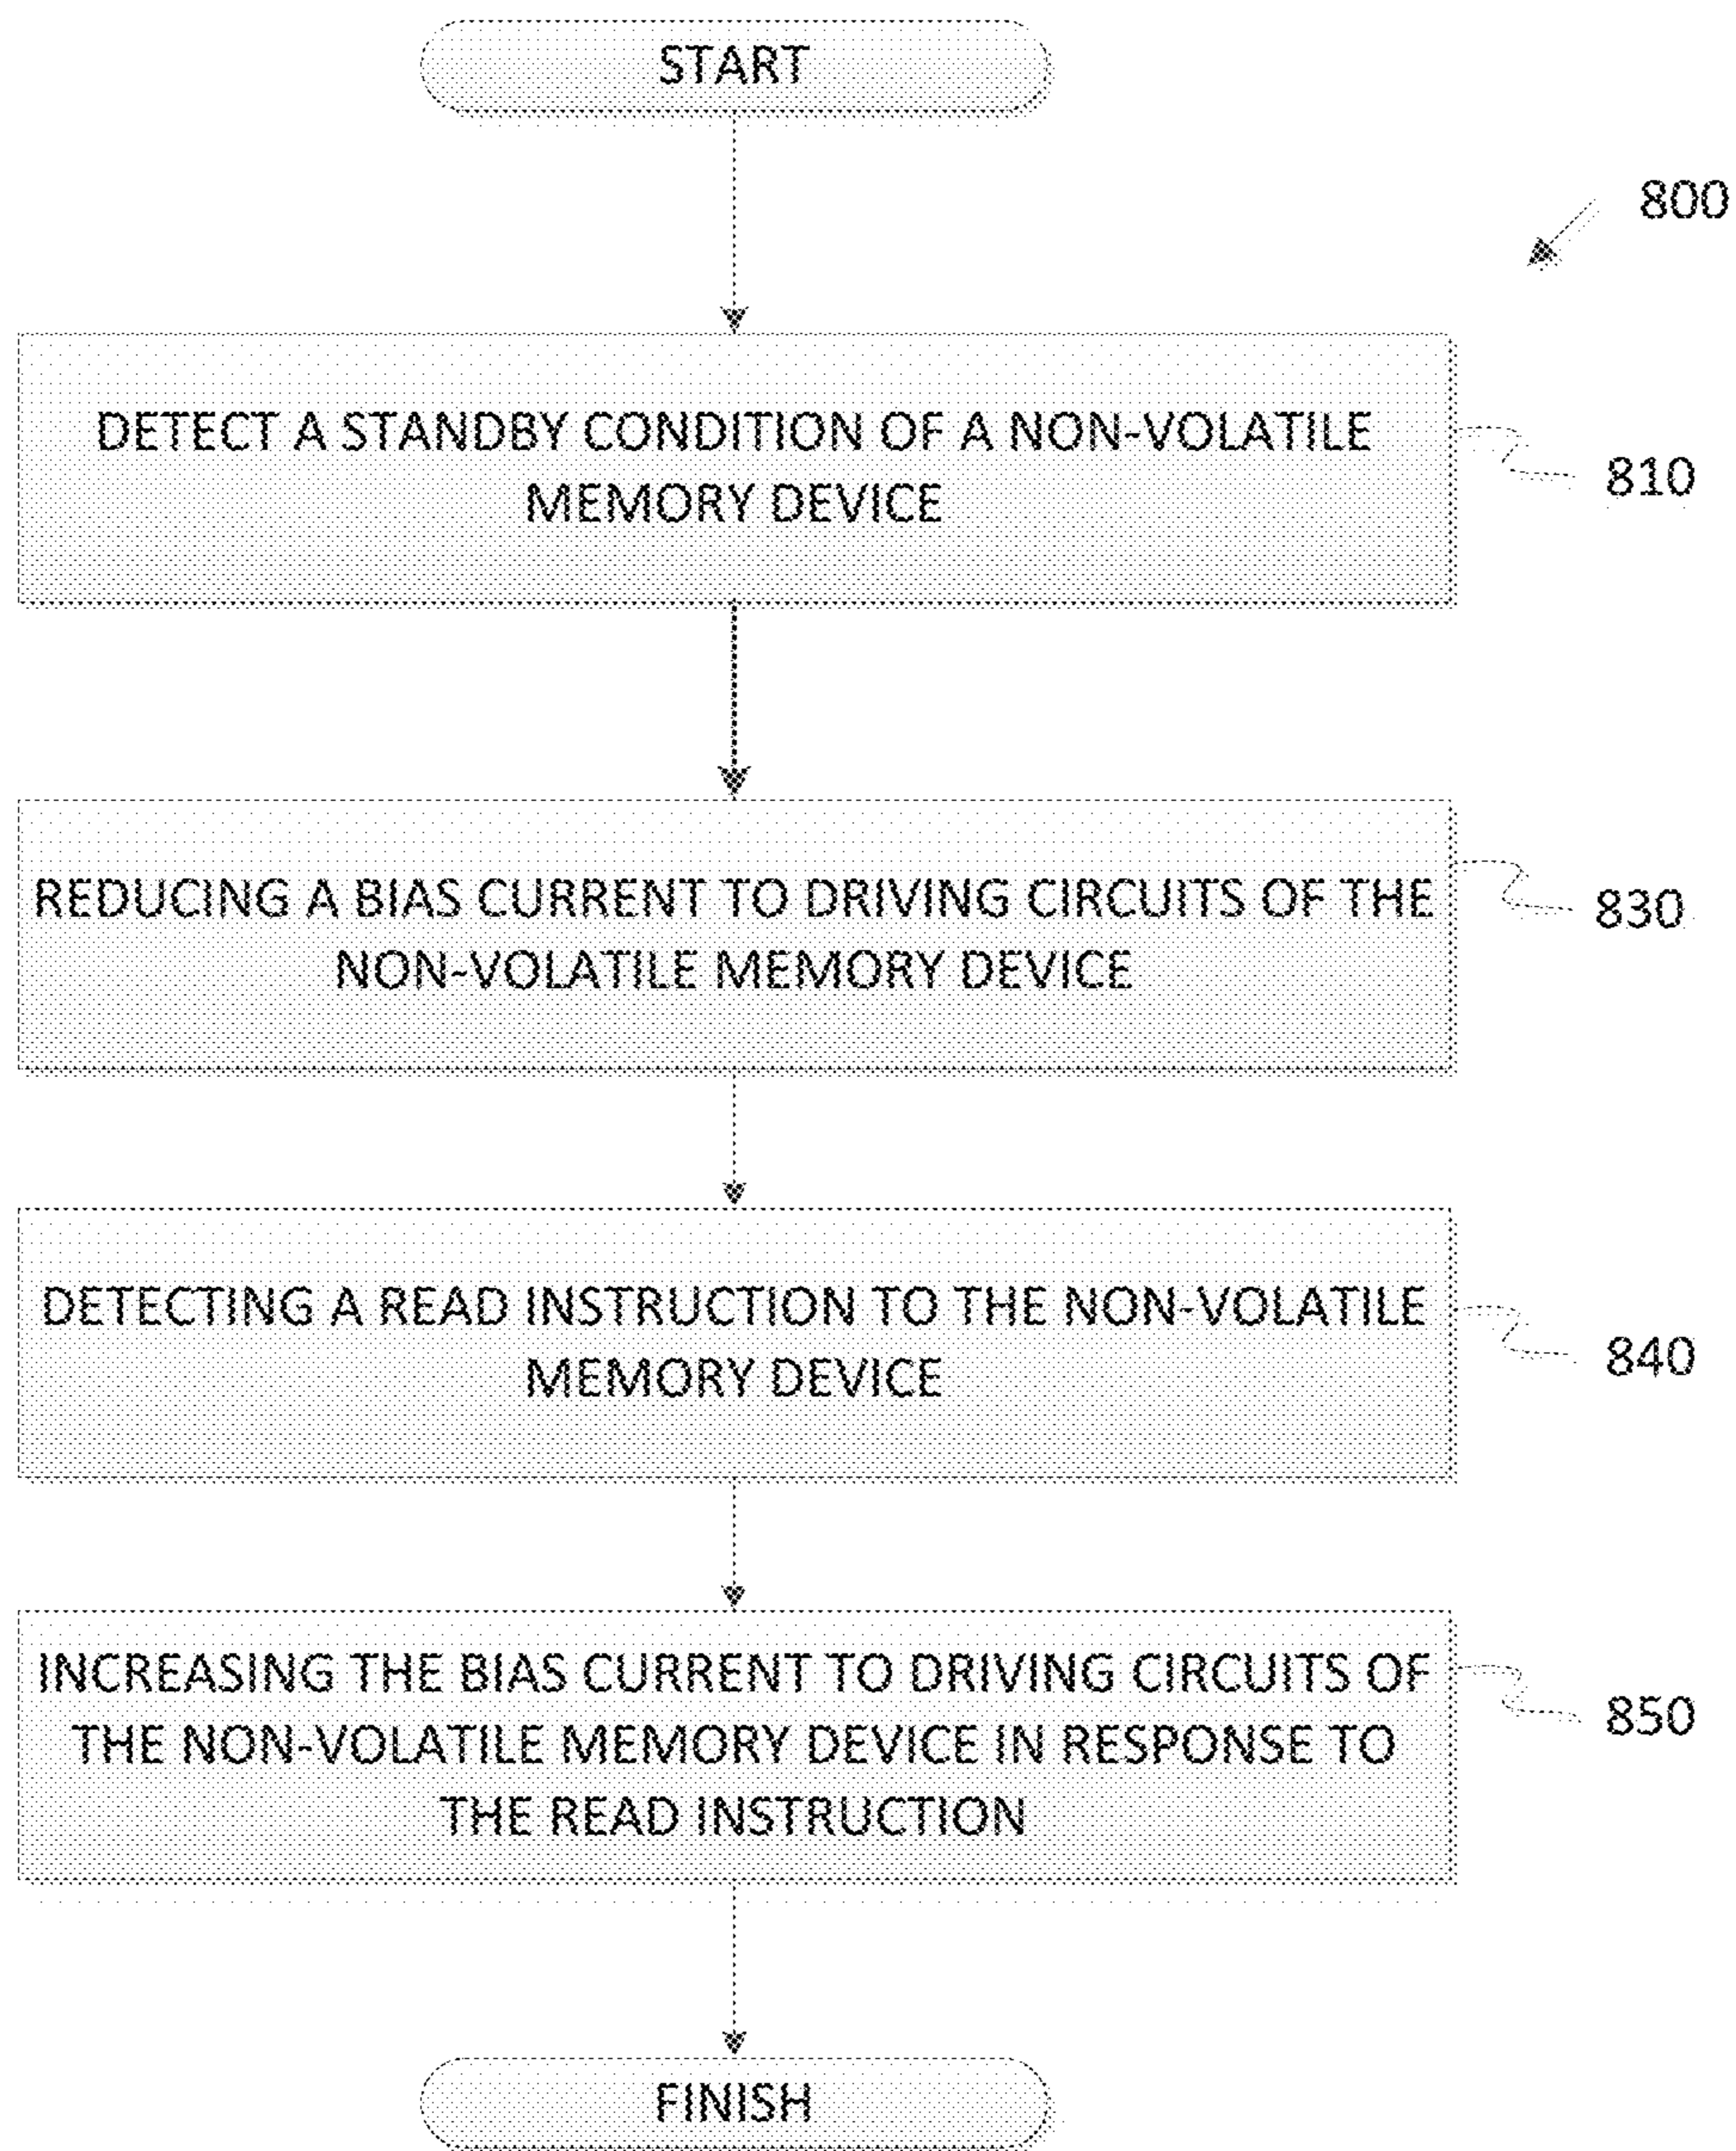 START
800
DETECT A STANDBY CONDITION OF A NON-VOLATILE
MEMORY DEVICE
810
REDUCING A BIAS CURRENT TO DRIVING CIRCUITS OF THE
NON-VOLATILE MEMORY DEVICE
830
DETECTING A READ INSTRUCTION TO THE NON-VOLATILE
MEMORY DEVICE
840
INCREASING THE BIAS CURRENT TO DRIVING CIRCUITS OF
THE NON-VOLATILE MEMORY DEVICE IN RESPONSE TO
THE READ INSTRUCTION
850
FINISH